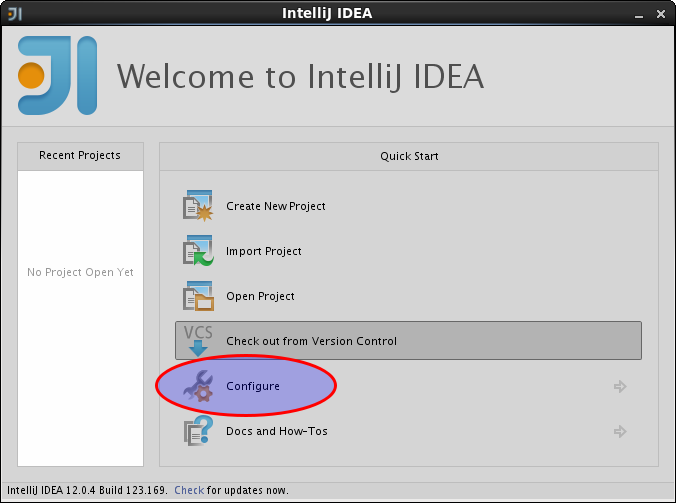 IntelliJ IDEA
Welcome to IntelliJ IDEA
Recent Projects
No Project Open Yet
Quick Start
Create New Project
Import Project
Open Project
VCS
Check out from Version Control
Configure
Docs and How-Tos
IntelliJ IDEA 12.0.4 Build 123.169. Check for updates now.